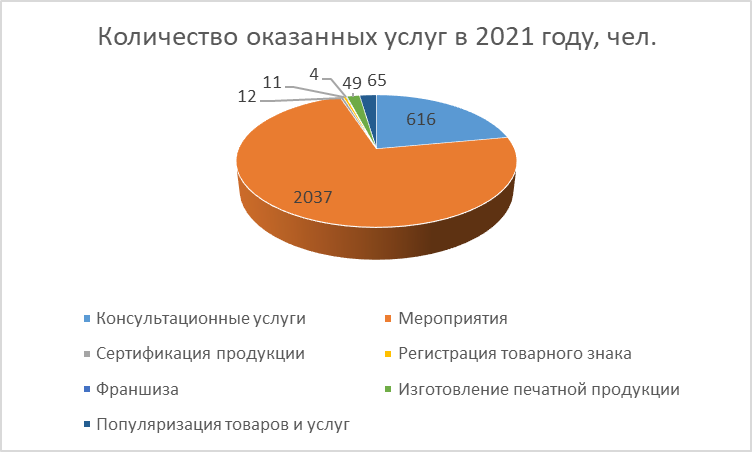 Количество оказанных услуг в 2021 году, чел.
4
11
12
49
65
616
2037
Консультационные услуги
Мероприятия
Сертификация продукции
Регистрация товарного знака
Франшиза
Изготовление печатной продукции
Популяризация товаров и услуг